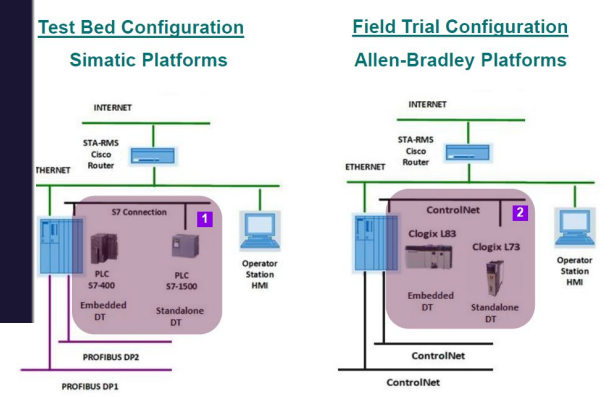 Test Bed Configuration
Simatic Platforms
INTERNET
STA-RMS
Cisco
Router
THERNET
S7 Connection
1
PLC
S7-400
PLC
S7-1500
Embedded
DT
Standalone
DT
Operator
Station
HMI
PROFIBUS DP2
PROFIBUS DP1
Field Trial Configuration
Allen-Bradley Platforms
INTERNET
STA-RMS
Cisco
Router
ETHERNET
ControlNet
2
Clogix L83
Clogix L73
Embedded
DT
Standalone
DT
Operator
Station
HMI
ControlNet
ControlNet